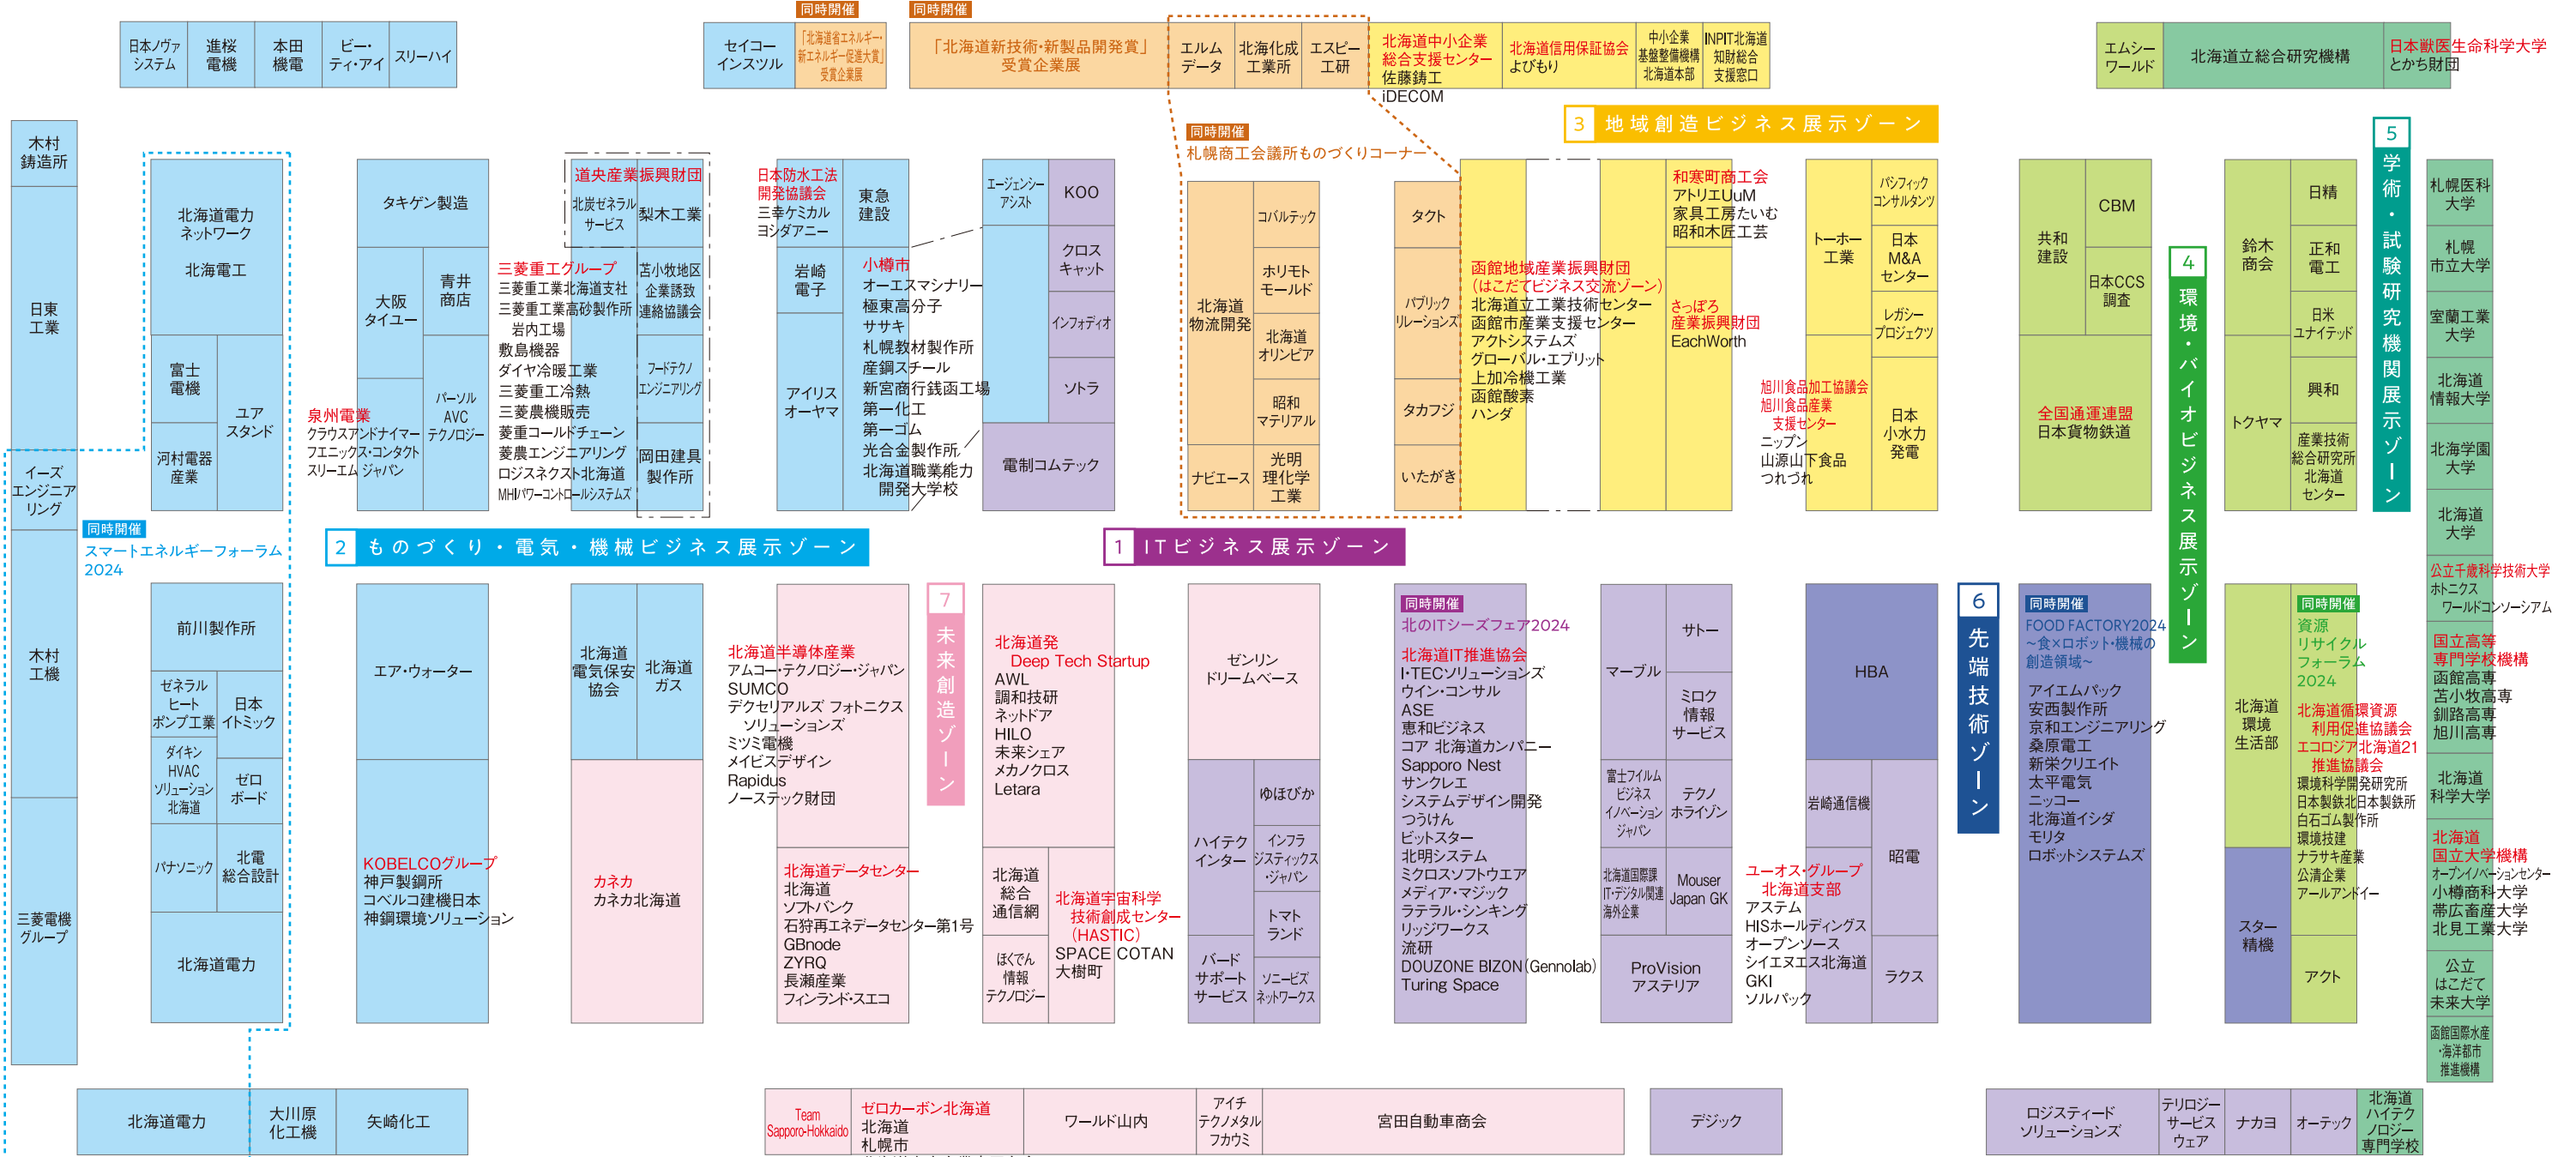 同時開催
同時開催
日本ノヴァ
システム
進桜
電機
本田
機電
ビー・
ティ・アイ
スリーハイ
セイコー
インスツル
「北海道省エネルギー・
新エネルギー促進大賞」
受賞企業展
「北海道新技術・新製品開発賞」
受賞企業展
エルム
データ
北海化成
工業所
エスピー
工研
北海道中小企業
総合支援センター
佐藤鋳工
iDECOM
北海道信用保証協会
よびもり
中小企業
基盤整備機構
北海道本部
INPIT北海道
知財総合
支援窓口
エムシー
ワールド
北海道立総合研究機構
日本獣医生命科学大学
とかち財団
3 地域創造ビジネス展示ゾーン
同時開催
札幌商工会議所ものづくりコーナー
木村
鋳造所
日東
工業
イーズ
エンジニア
リング
木村
工機
三菱電機
グループ
北海道電力
ネットワーク
北海電工
富士
電機
ユア
スタンド
河村電器
産業
同時開催
スマートエネルギーフォーラム
2024
タキゲン製造
大阪
タイユー
青井
商店
パーソル
AVC
テクノロジー
泉州電業
クラウスアンドナイマー
フエニックス・コンタクト
スリーエム ジャパン
道央産業振興財団
北炭ゼネラル
サービス
梨木工業
三菱重工グループ
三菱重工業北海道支社
三菱重工業高砂製作所
岩内工場
敷島機器
ダイヤ冷暖工業
三菱重工冷熱
三菱農機販売
菱重コールドチェーン
菱農エンジニアリング
ロジスネクスト北海道
MHIパワーコントロールシステムズ
苫小牧地区
企業誘致
連絡協議会
フードテクノ
エンジニアリング
岡田建具
製作所
日本防水工法
開発協議会
三幸ケミカル
ヨシダアニー
東急
建設
岩崎
電子
アイリス
オーヤマ
小樽市
オーエスマシナリー
極東高分子
ササキ
札幌教材製作所
産鋼スチール
新宮商行銭函工場
第一化工
第一ゴム
光合金製作所
北海道職業能力
開発大学校
エージェンシー
アシスト
KOO
クロス
キャット
インフォディオ
ソトラ
電制コムテック
北海道
物流開発
コバルテック
ホリモト
モールド
北海道
オリンピア
昭和
マテリアル
ナビエース
光明
理化学
工業
タクト
パブリック
リレーションズ
タカフジ
いたがき
函館地域産業振興財団
（はこだてビジネス交流ゾーン）
北海道立工業技術センター
函館市産業支援センター
アクトシステムズ
グローバル・エブリット
上加冷機工業
函館酸素
ハンダ
和寒町商工会
アトリエUuM
家具工房たいむ
昭和木匠工芸
さっぽろ
産業振興財団
EachWorth
トーホー
工業
パシフィック
コンサルタンツ
日本
M&A
センター
レガシー
プロジェクツ
旭川食品加工協議会
旭川食品産業
支援センター
ニップン
山源山下食品
つれづれ
日本
小水力
発電
共和
建設
CBM
日本CCS
調査
全国通運連盟
日本貨物鉄道
4 環境・バイオビジネス展示ゾーン
鈴木
商会
日精
正和
電工
日米
ユナイテッド
トクヤマ
興和
産業技術
総合研究所
北海道
センター
5 学術・試験研究機関展示ゾーン
札幌医科
大学
札幌
市立大学
室蘭工業
大学
北海道
情報大学
北海学園
大学
北海道
大学
公立千歳科学技術大学
ホトニクス
ワールドコンソーシアム
国立高等
専門学校機構
函館高専
苫小牧高専
釧路高専
旭川高専
北海道
科学大学
北海道
国立大学機構
オープンイノベーションセンター
小樽商科大学
帯広畜産大学
北見工業大学
公立
はこだて
未来大学
函館国際水産
・海洋都市
推進機構
2 ものづくり・電気・機械ビジネス展示ゾーン
1 ITビジネス展示ゾーン
前川製作所
ゼネラル
ヒート
ポンプ工業
日本
イトミック
ダイキン
HVAC
ソリューション
北海道
ゼロ
ボード
パナソニック
北電
総合設計
北海道電力
エア・ウォーター
KOBELCOグループ
神戸製鋼所
コベルコ建機日本
神鋼環境ソリューション
北海道
電気保安
協会
北海道
ガス
カネカ
カネカ北海道
北海道半導体産業
アムコー・テクノロジー・ジャパン
SUMCO
デクセリアルズ フォトニクス
ソリューションズ
ミツミ電機
メイビスデザイン
Rapidus
ノーステック財団
北海道データセンター
北海道
ソフトバンク
石狩再エネデータセンター第1号
GBnode
ZYRQ
長瀬産業
フィンランド・スエコ
7 未来創造ゾーン
北海道発
Deep Tech Startup
AWL
調和技研
ネットドア
HILO
未来シェア
メカノクロス
Letara
北海道
総合
通信網
ほくでん
情報
テクノロジー
北海道宇宙科学
技術創成センター
（HASTIC）
SPACE COTAN
大樹町
ゼンリン
ドリームベース
ハイテク
インター
ゆほびか
インフラ
ジスティックス
・ジャパン
トマト
ランド
バード
サポート
サービス
ソニービズ
ネットワークス
同時開催
北のITシーズフェア2024
北海道IT推進協会
I・TECソリューションズ
ウイン・コンサル
ASE
恵和ビジネス
コア 北海道カンパニー
Sapporo Nest
サンクレエ
システムデザイン開発
つうけん
ビットスター
北明システム
ミクロスソフトウエア
メディア・マジック
ラテラル・シンキング
リッジワークス
流研
DOUZONE BIZON（Gennolab）
Turing Space
マーブル
サトー
ミロク
情報
サービス
富士フイルム
ビジネス
イノベーション
ジャパン
テクノ
ホライゾン
北海道国際課
IT・デジタル関連
海外企業
Mouser
Japan GK
ProVision
アステリア
HBA
岩崎通信機
昭電
ユーオス・グループ
北海道支部
アステム
HISホールディングス
オープンソース
シイエヌエス北海道
GKI
ソルパック
ラクス
6 先端技術ゾーン
同時開催
FOOD FACTORY2024
～食×ロボット・機械の
創造領域～
アイエムパック
安西製作所
京和エンジニアリング
桑原電工
新栄クリエイト
太平電気
ニッコー
北海道イシダ
モリタ
ロボットシステムズ
北海道
環境
生活部
スター
精機
同時開催
資源
リサイクル
フォーラム
2024
北海道循環資源
利用促進協議会
エコロジア北海道21
推進協議会
環境科学開発研究所
日本製鉄北日本製鉄所
白石ゴム製作所
環境技建
ナラサキ産業
公清企業
アールアンドイー
アクト
北海道電力
大川原
化工機
矢崎化工
Team
Sapporo-Hokkaido
ゼロカーボン北海道
北海道
札幌市
ワールド山内
アイチ
テクノメタル
フカウミ
宮田自動車商会
デジック
ロジスティード
ソリューションズ
テリロジー
サービス
ウェア
ナカヨ
オーテック
北海道
ハイテク
ノロジー
専門学校